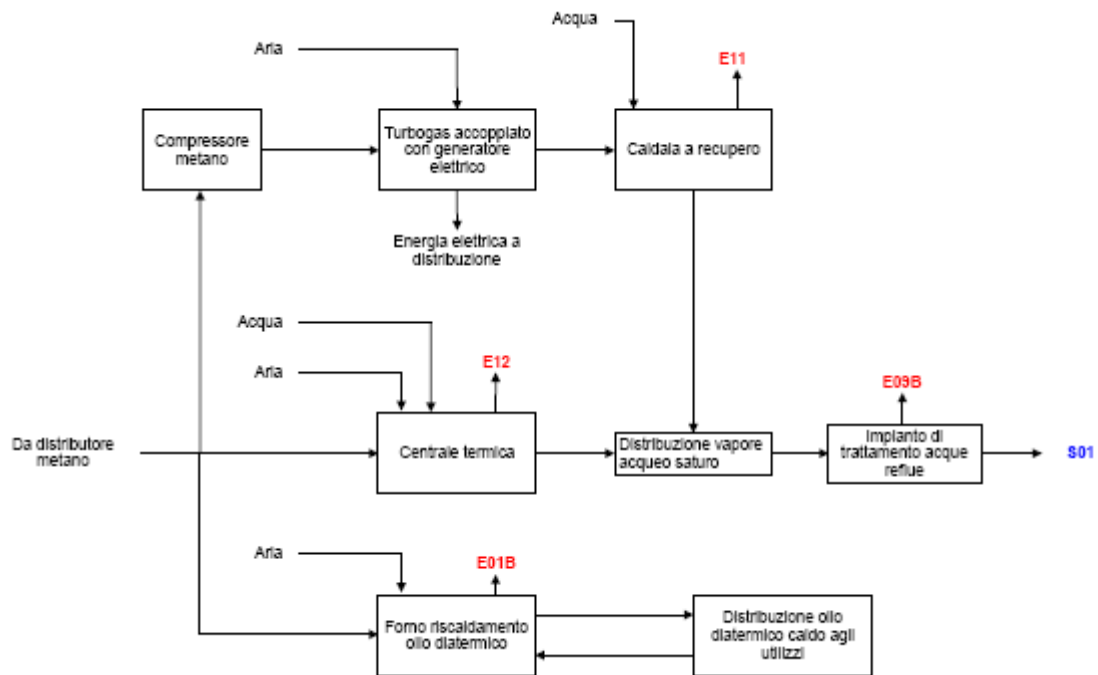 Acqua
Aria
E11
Compressore
metano
Turbogas accoppiato
con generatore
elettrico
Caldaia a recupero
Energia elettrica a
distribuzione
Acqua
E12
Aria
E09B
Da distributore
metano
Centrale termica
Distribuzione vapore
acqueo saturo
Impianto di
trattamento acque
reflue
S01
Aria
E01B
Forno riscaldamento
olio diatermico
Distribuzione olio
diatermico caldo agli
utilizzi